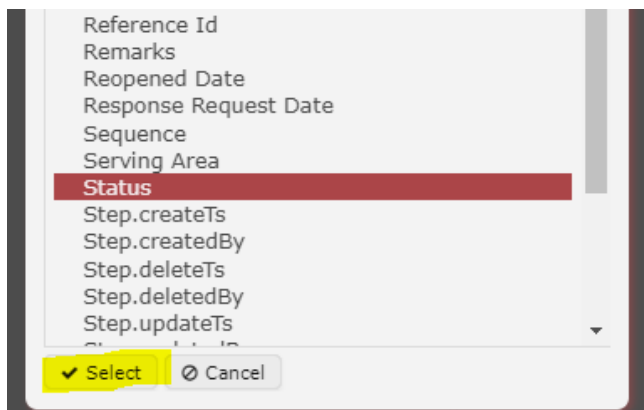 Reference Id
Remarks
Reopened Date
Response Request Date
Sequence
Serving Area
Status
Step.createTs
Step.createdBy
Step.deleteTs
Step.deletedBy
Step.updateTs
Select Cancel